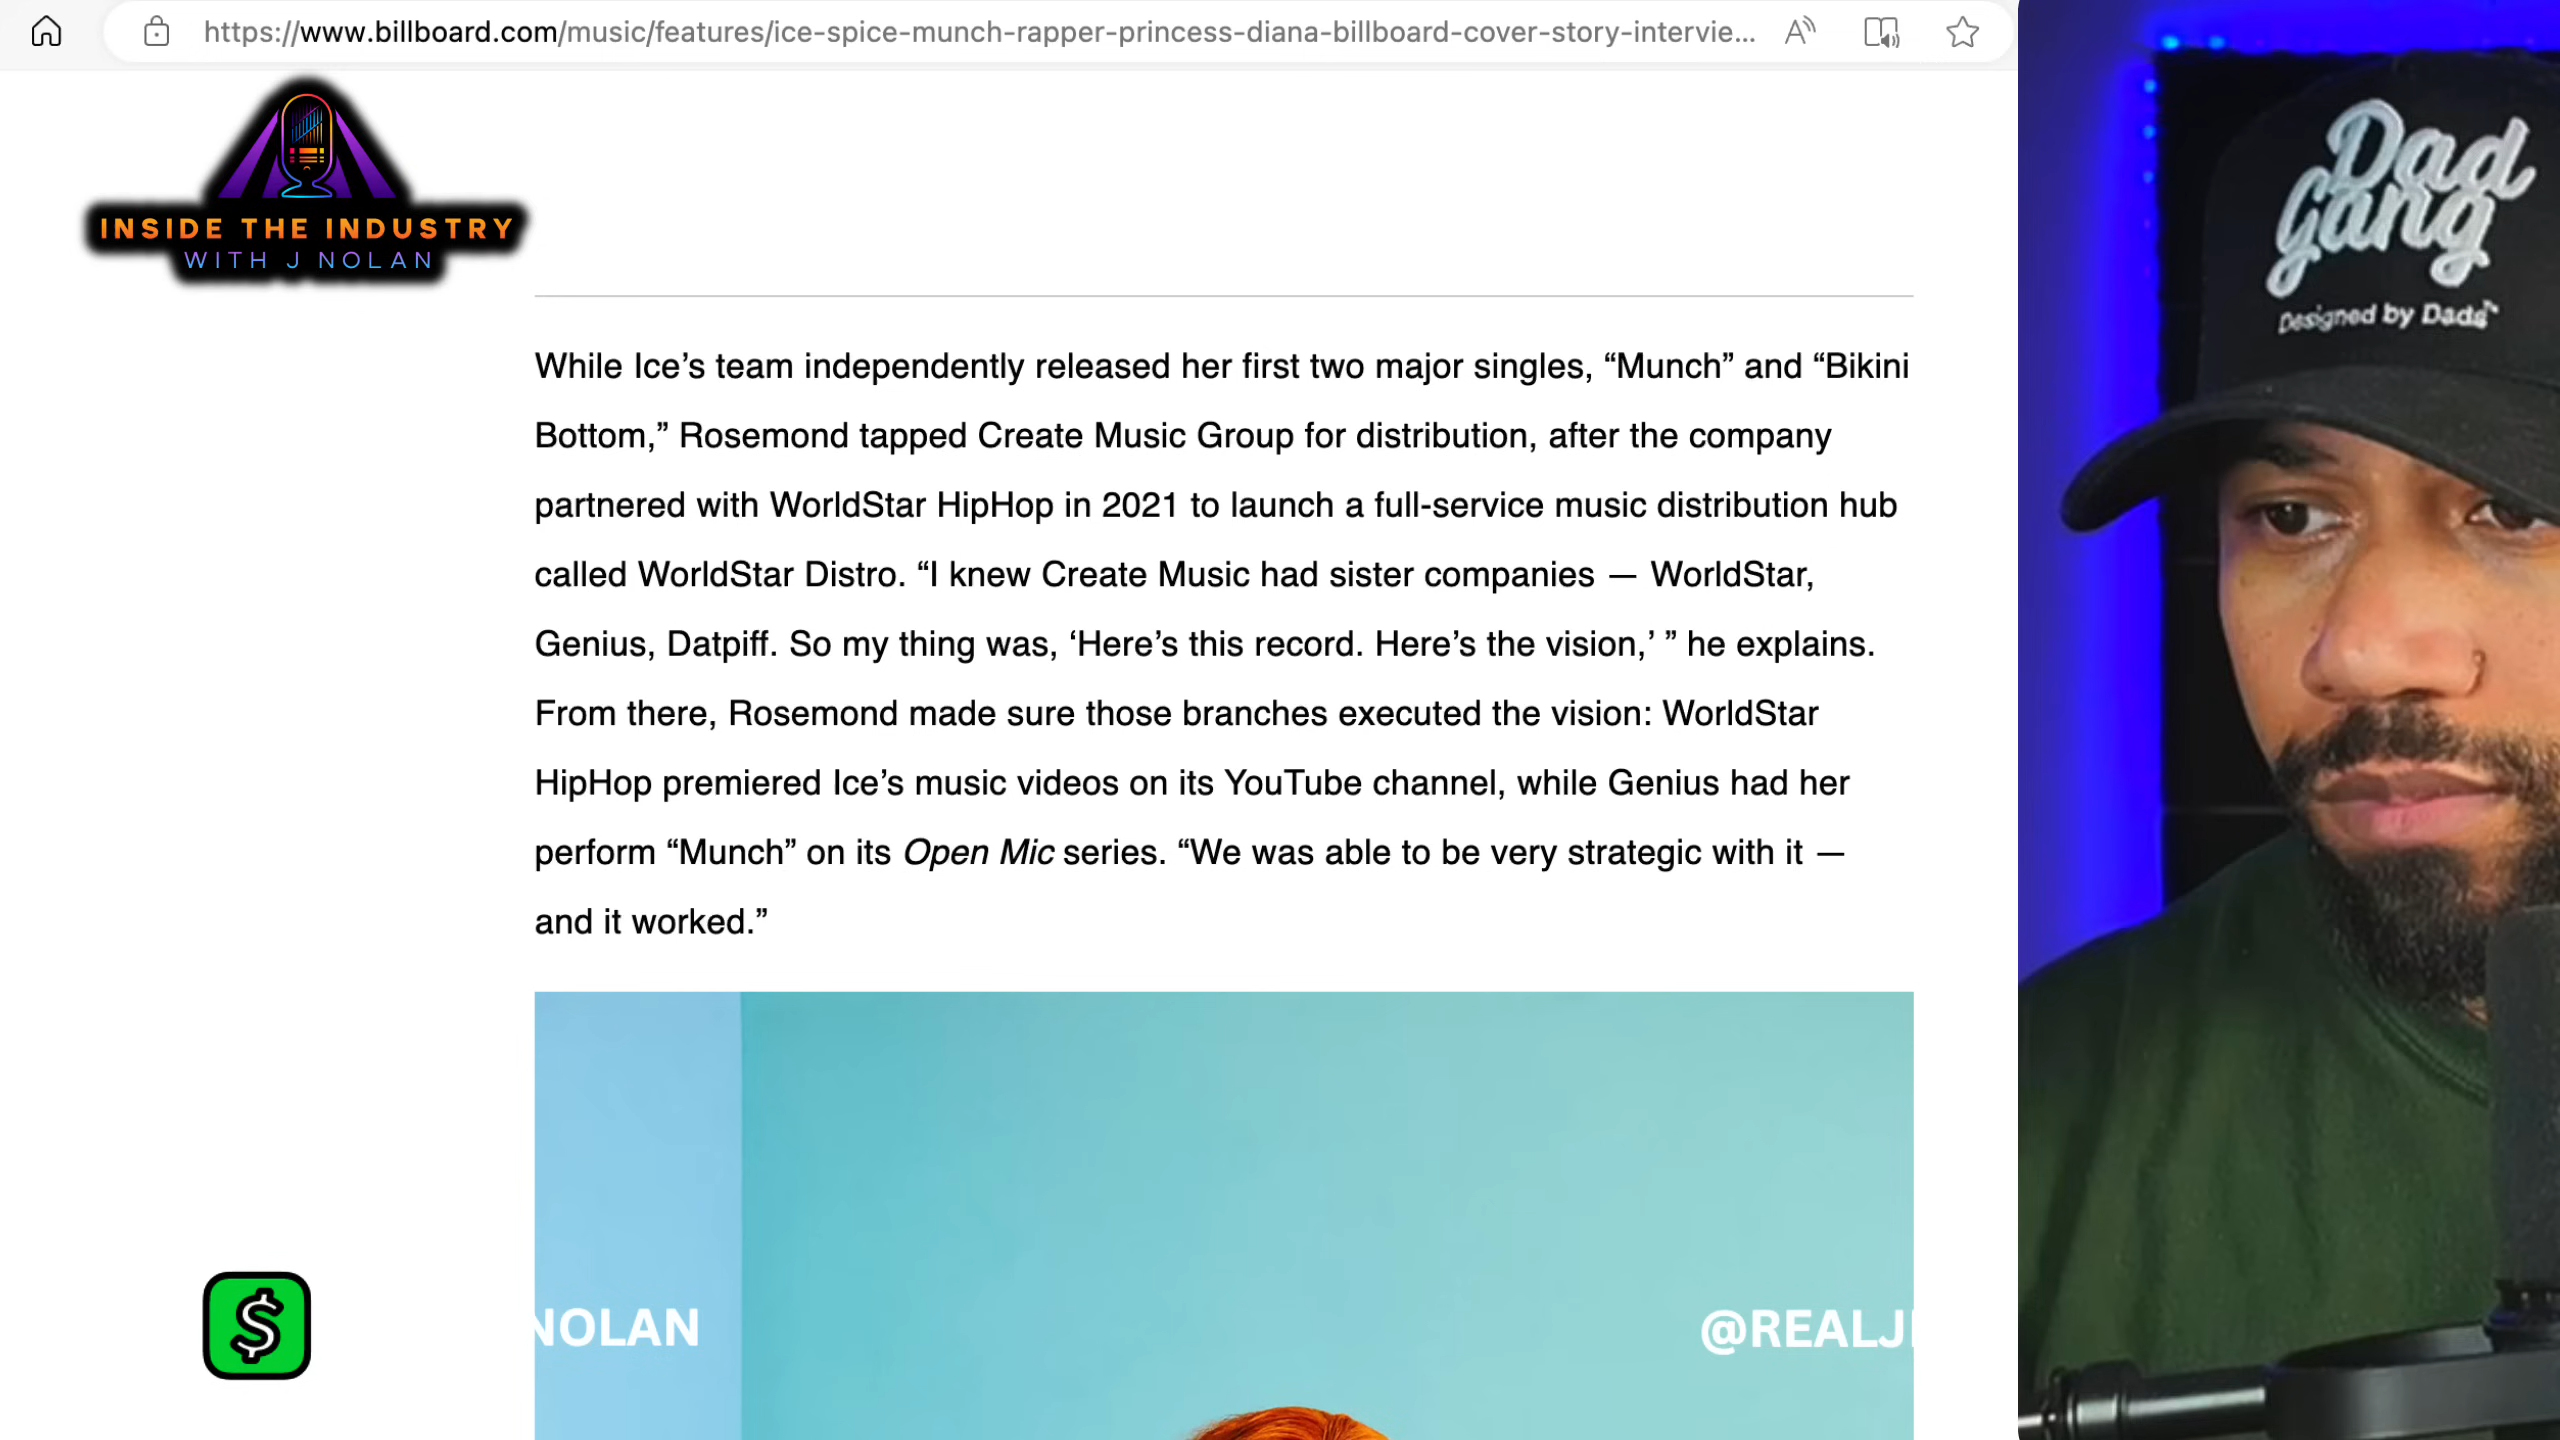 https://www.billboard.com/music/features/ice-spice-munch-rapper-princess-diana-billboard-cover-story-intervie...
INSIDE THE INDUSTRY
WITH J NOLAN
Dad
Gang
Designed by Dads™
While Ice’s team independently released her first two major singles, “Munch” and “Bikini
Bottom,” Rosemond tapped Create Music Group for distribution, after the company
partnered with WorldStar HipHop in 2021 to launch a full-service music distribution hub
called WorldStar Distro. “I knew Create Music had sister companies — WorldStar,
Genius, Datpiff. So my thing was, ‘Here’s this record. Here’s the vision,’ ” he explains.
From there, Rosemond made sure those branches executed the vision: WorldStar
HipHop premiered Ice’s music videos on its YouTube channel, while Genius had her
perform “Munch” on its Open Mic series. “We was able to be very strategic with it —
and it worked.”
$
NOLAN
@REALJ